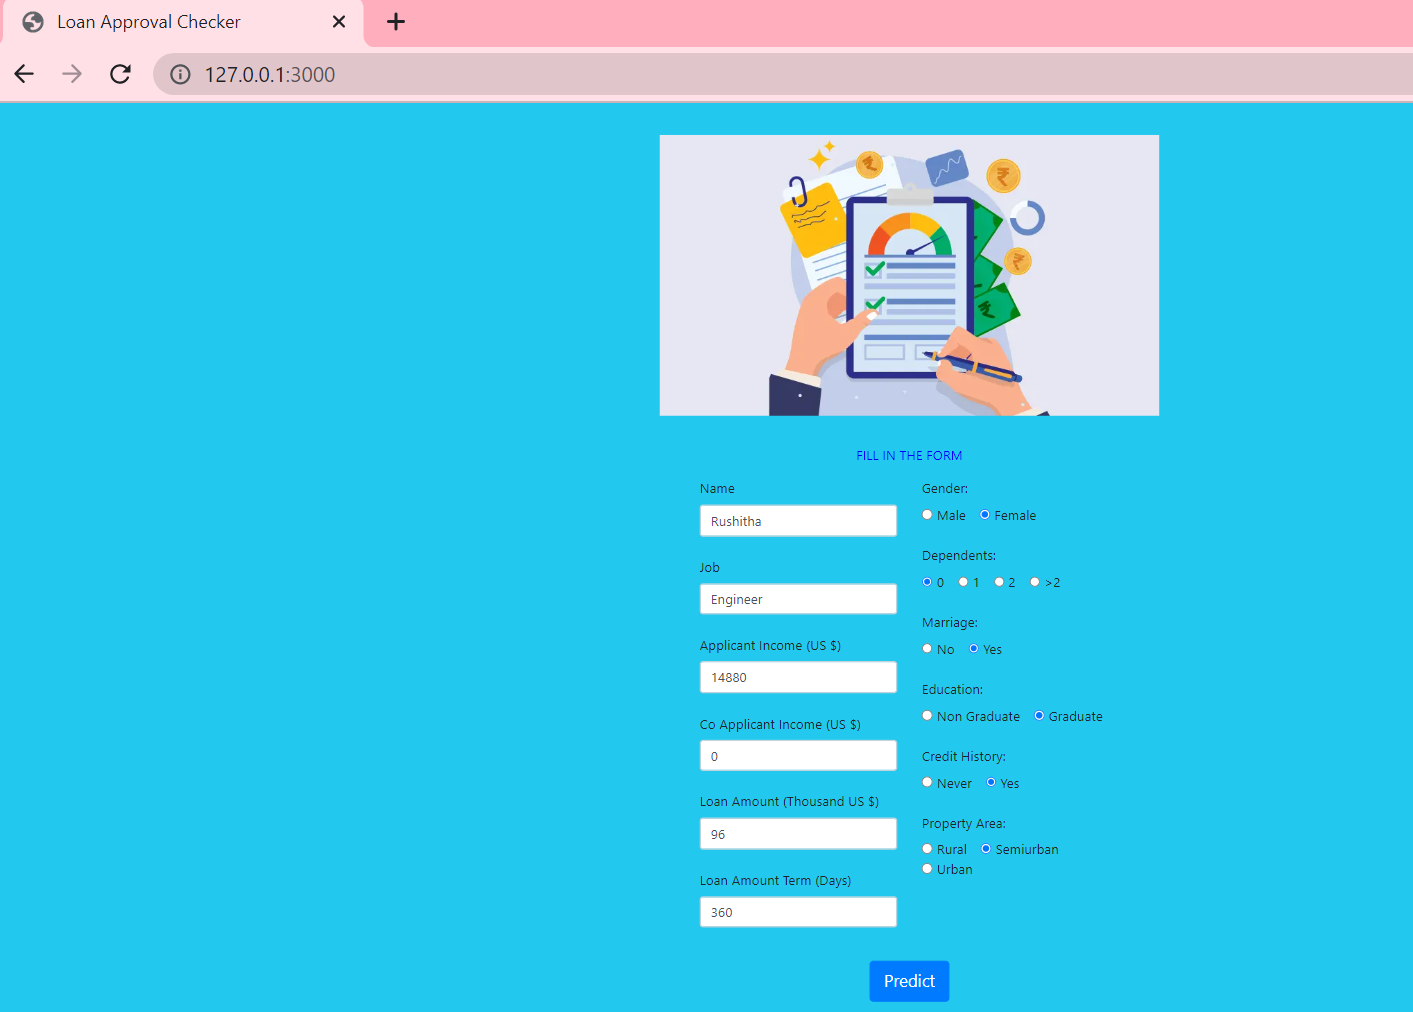 Loan Approval Checker
127.0.0.1:3000
FILL IN THE FORM
Name
Rushitha
Job
Engineer
Applicant Income (US $)
14880
Co Applicant Income (US $)
0
Loan Amount (Thousand US $)
96
Loan Amount Term (Days)
360
Gender:
Male Female
Dependents:
0 1 2 >2
Marriage:
No Yes
Education:
Non Graduate Graduate
Credit History:
Never Yes
Property Area:
Rural Semiurban
Urban
Predict